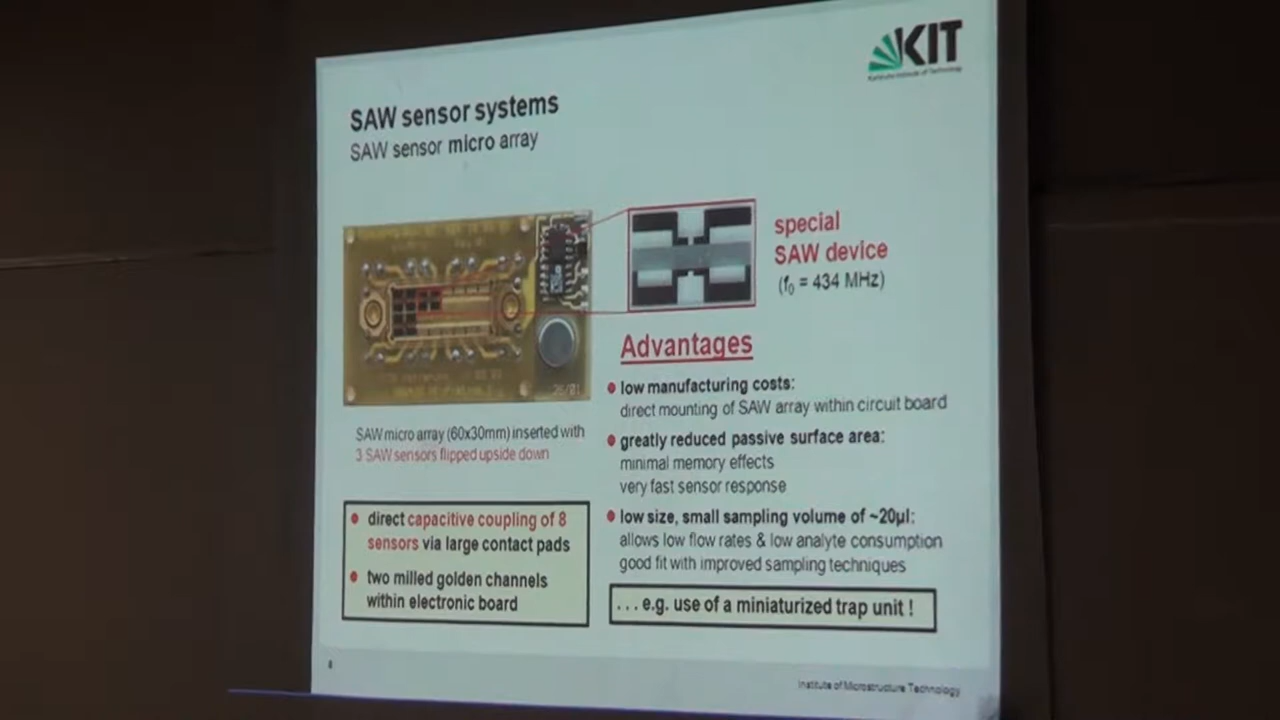 KIT
Karlsruhe Institute of Technology
SAW sensor systems
SAW sensor micro array
special
SAW device
(f₀ = 434 MHz)
Advantages
• low manufacturing costs:
direct mounting of SAW array within circuit board
• greatly reduced passive surface area:
minimal memory effects
very fast sensor response
• low size, small sampling volume of ~20µl:
allows low flow rates & low analyte consumption
good fit with improved sampling techniques
. . . e.g. use of a miniaturized trap unit !
SAW micro array (60x30mm) inserted with
3 SAW sensors flipped upside down
• direct capacitive coupling of 8
sensors via large contact pads
• two milled golden channels
within electronic board
Institute of Microstructure Technology